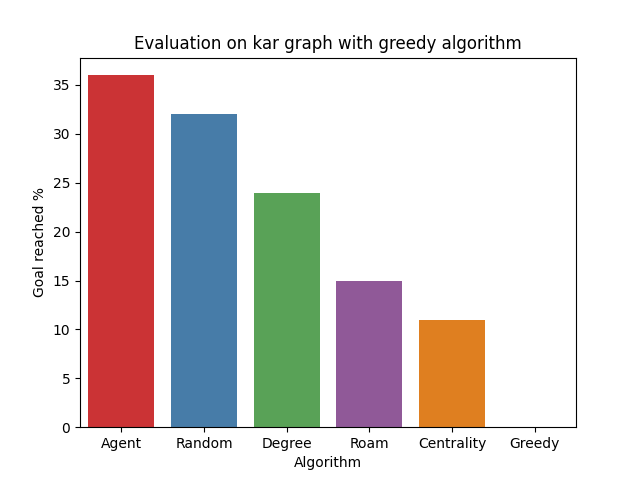 Evaluation on kar graph with greedy algorithm
Goal reached %
35
30
25
20
15
10
5
0
Agent Random Degree Roam Centrality Greedy
Algorithm